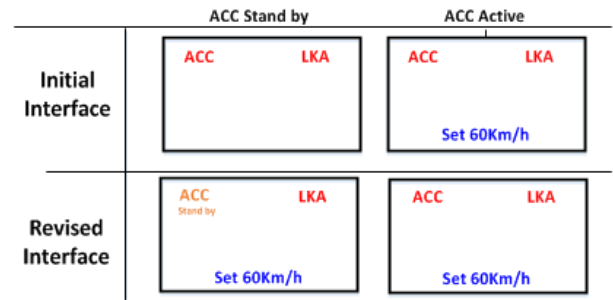 ACC Stand by ACC Active
Initial Interface
ACC LKA
ACC LKA
Set 60Km/h
Revised Interface
ACC LKA
Stand by
Set 60Km/h
ACC LKA
Set 60Km/h